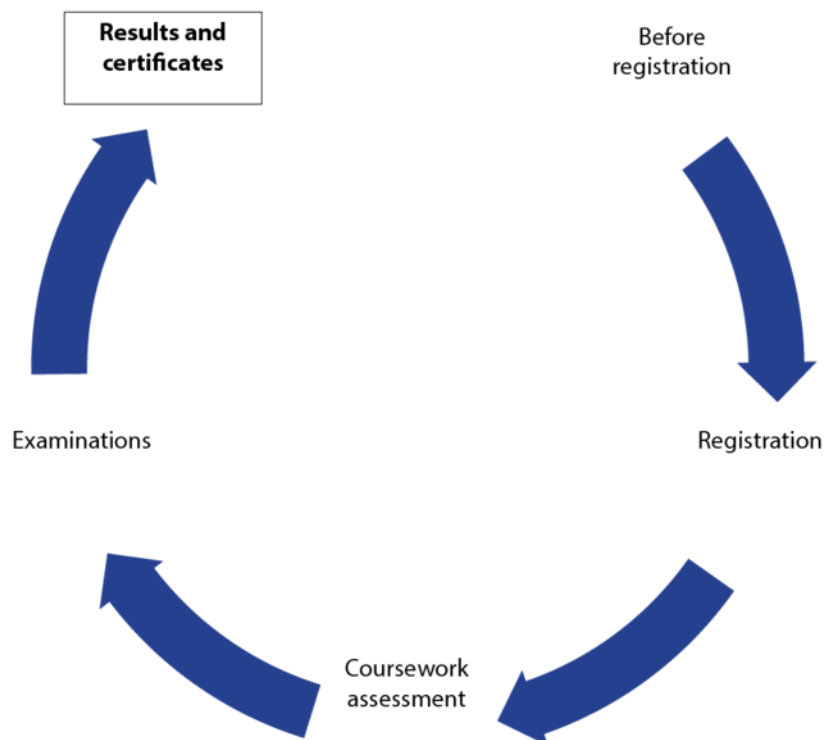 Results and
certificates
Before
registration
Examinations
Registration
Coursework
assessment